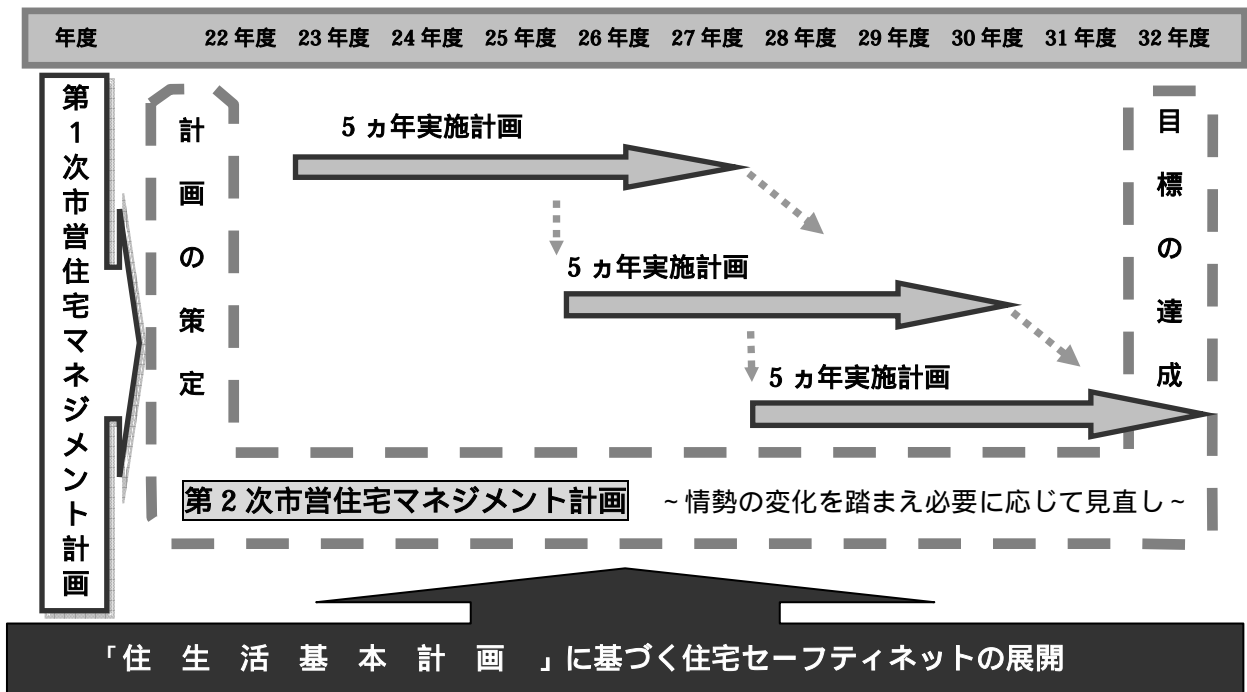 年度 22年度 23年度 24年度 25年度 26年度 27年度 28年度 29年度 30年度 31年度 32年度
第1次市営住宅マネジメント計画
計画の策定
5ヵ年実施計画
5ヵ年実施計画
5ヵ年実施計画
目標の達成
第2次市営住宅マネジメント計画 ~情勢の変化を踏まえ必要に応じて見直し~
「住生活基本計画」に基づく住宅セーフティネットの展開